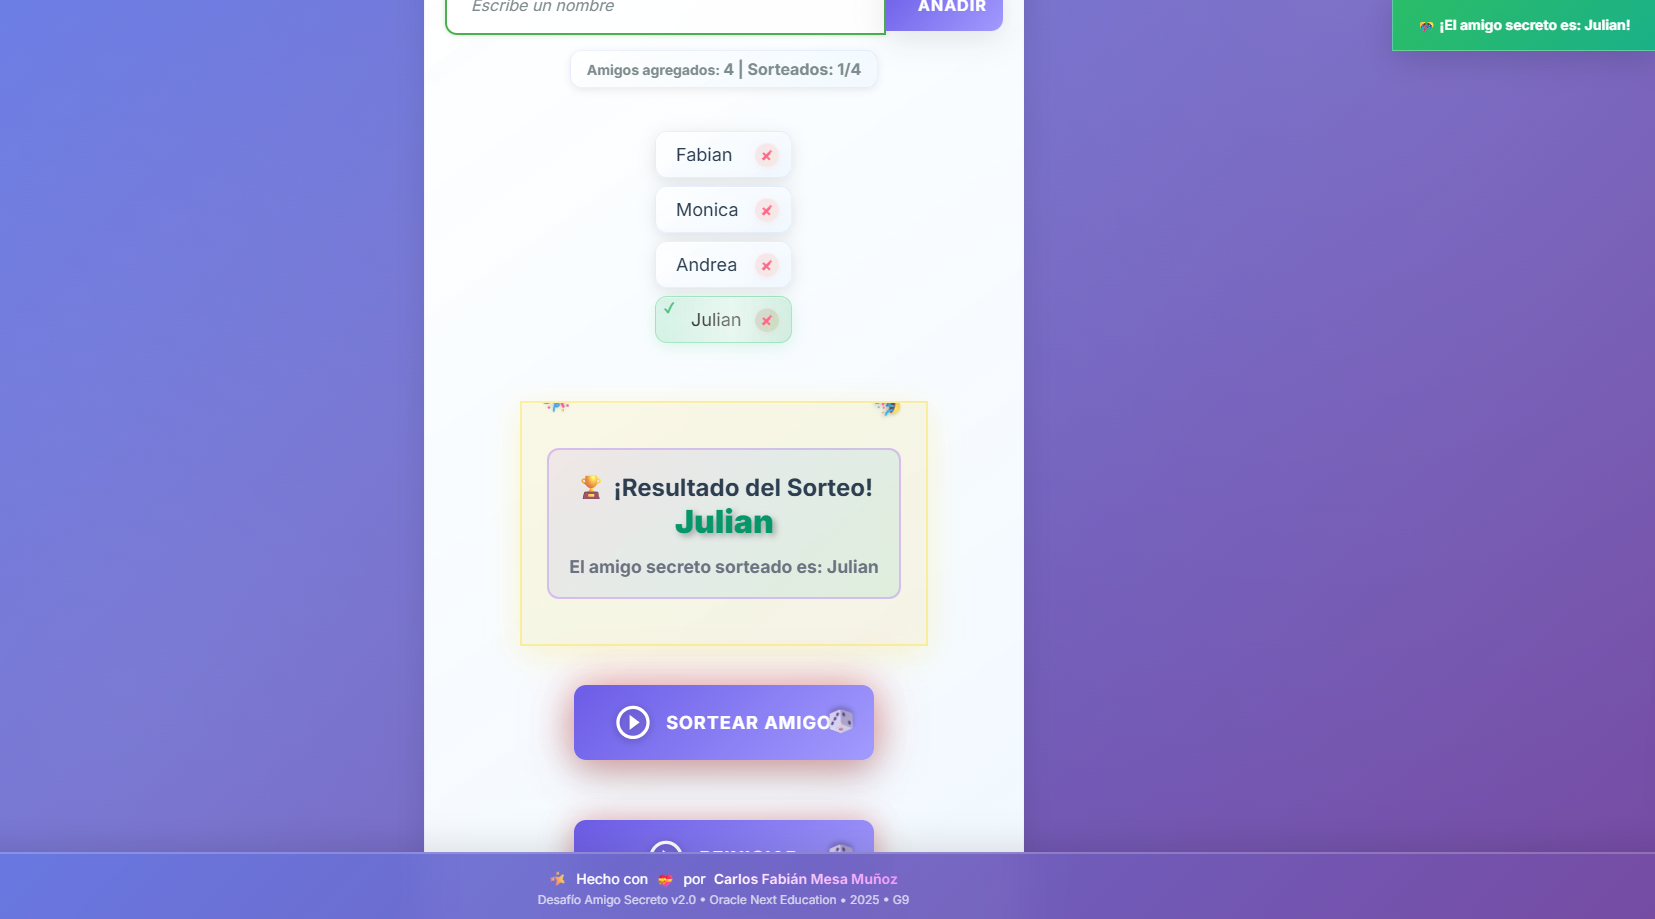 Escribe un nombre
AÑADIR
🎊 ¡El amigo secreto es: Julian!
Amigos agregados: 4 | Sorteados: 1/4
Fabian
Monica
Andrea
✓ Julian
¡Resultado del Sorteo!
Julian
El amigo secreto sorteado es: Julian
SORTEAR AMIGO
Hecho con 💝 por Carlos Fabián Mesa Muñoz
Desafío Amigo Secreto v2.0 • Oracle Next Education • 2025 • G9